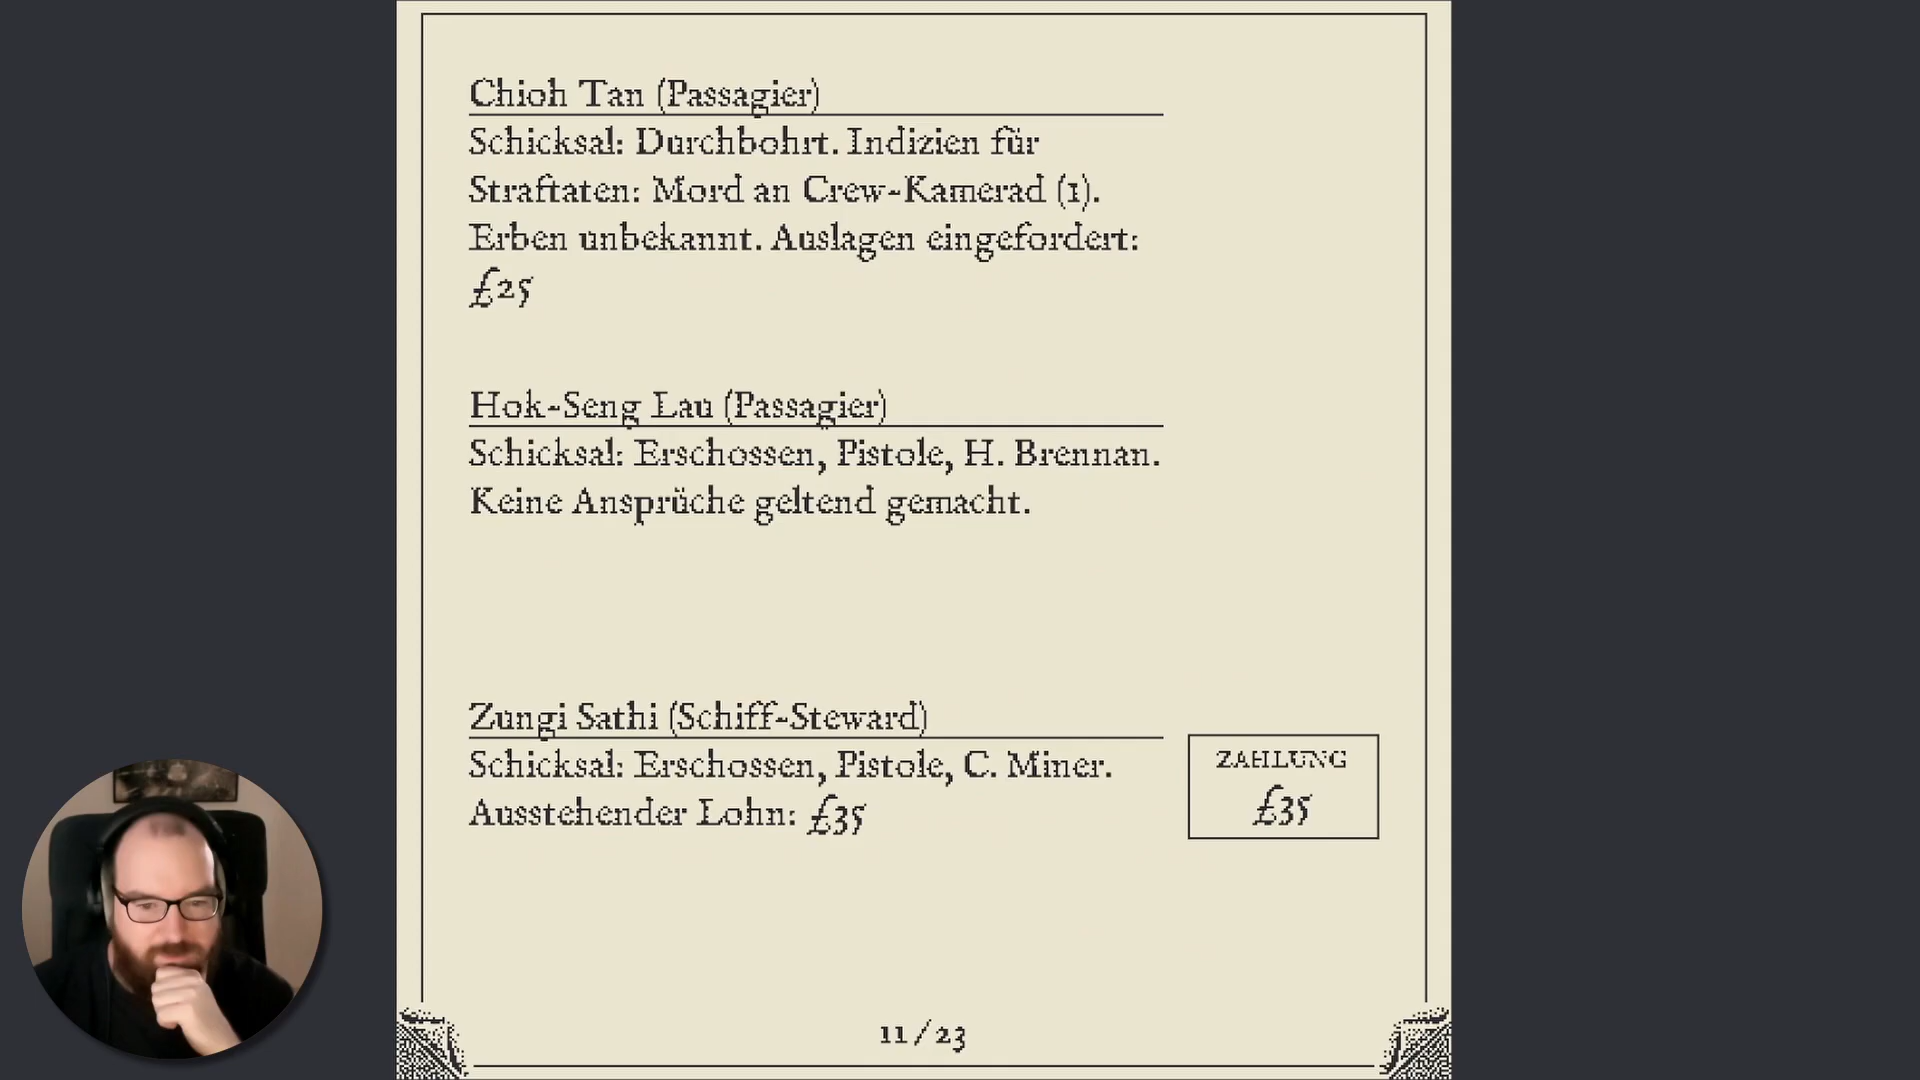 Chioh Tan (Passagier)
Schicksal: Durchbohrt. Indizien für
Straftaten: Mord an Crew-Kamerad (1).
Erben unbekannt. Auslagen eingefordert:
£25
Hok-Seng Lau (Passagier)
Schicksal: Erschossen, Pistole, H. Brennan.
Keine Ansprüche geltend gemacht.
Zungi Sathi (Schiff-Steward)
Schicksal: Erschossen, Pistole, C. Miner.
Ausstehender Lohn: £35
ZAHLUNG
£35
11/23